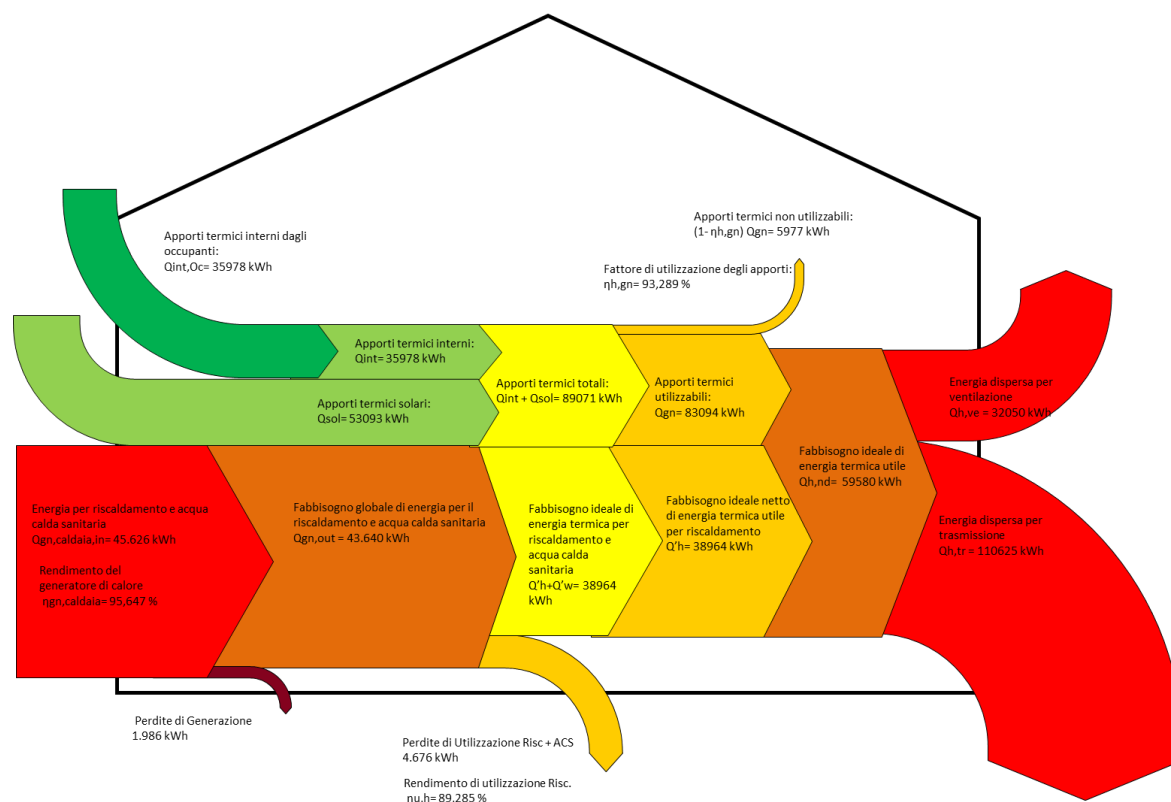 Apporti termici non utilizzabili:
(1- ηh,gn) Qgn= 5977 kWh
Apporti termici interni dagli
occupanti:
Qint,Oc= 35978 kWh
Fattore di utilizzazione degli apporti:
ηh,gn= 93,289 %
Apporti termici interni:
Qint= 35978 kWh
Apporti termici solari:
Qsol= 53093 kWh
Apporti termici totali:
Qint + Qsol= 89071 kWh
Apporti termici
utilizzabili:
Qgn= 83094 kWh
Energia dispersa per
ventilazione
Qh,ve = 32050 kWh
Fabbisogno ideale di
energia termica utile
Qh,nd= 59580 kWh
Energia per riscaldamento e acqua
calda sanitaria
Qgn,caldaia,in= 45.626 kWh
Rendimento del
generatore di calore
ηgn,caldaia= 95,647 %
Fabbisogno globale di energia per il
riscaldamento e acqua calda sanitaria
Qgn,out = 43.640 kWh
Fabbisogno ideale di
energia termica per
riscaldamento e
acqua calda
sanitaria
Q'h+Q'w= 38964
kWh
Fabbisogno ideale netto
di energia termica utile
per riscaldamento
Q'h= 38964 kWh
Energia dispersa per
trasmissione
Qh,tr = 110625 kWh
Perdite di Generazione
1.986 kWh
Perdite di Utilizzazione Risc + ACS
4.676 kWh
Rendimento di utilizzazione Risc.
ηu,h= 89,285 %